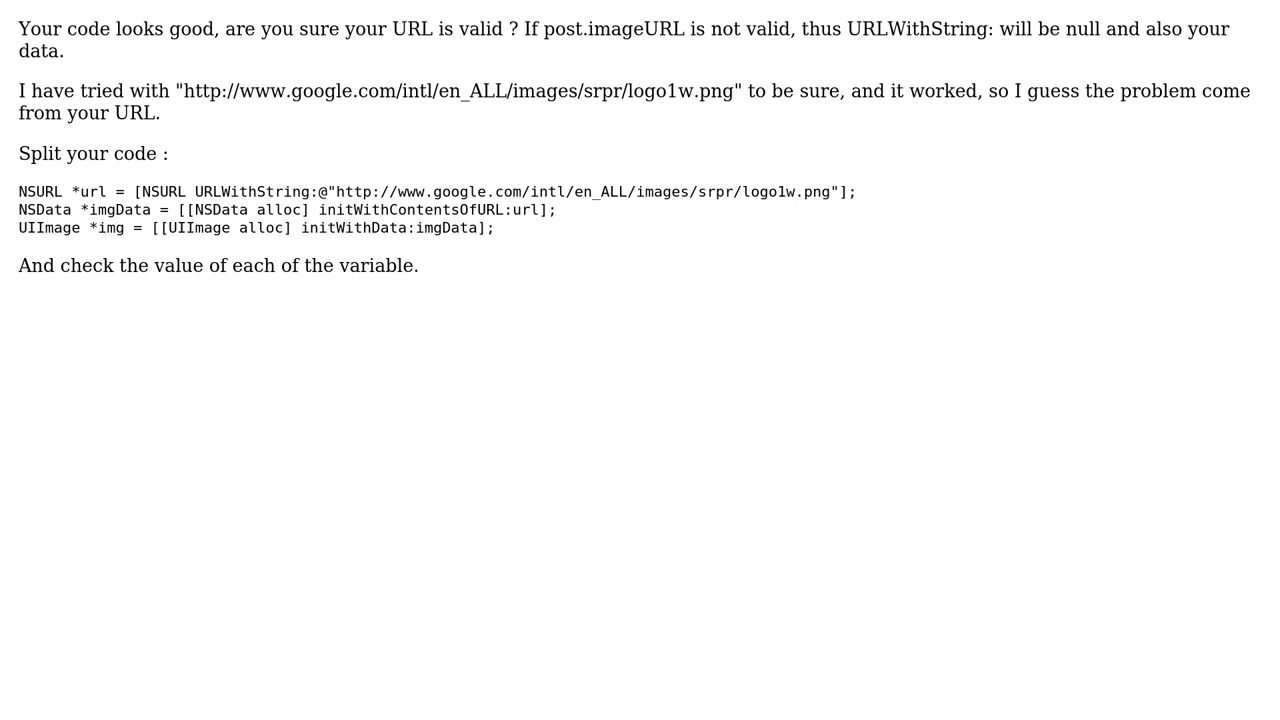 Your code looks good, are you sure your URL is valid ? If post.imageURL is not valid, thus URLWithString: will be null and also your
data.
I have tried with "http://www.google.com/intl/en_ALL/images/srpr/logo1w.png" to be sure, and it worked, so I guess the problem come
from your URL.
Split your code :
NSURL *url = [NSURL URLWithString:@"http://www.google.com/intl/en_ALL/images/srpr/logo1w.png"];
NSData *imgData = [[NSData alloc] initWithContentsOfURL:url];
UIImage *img = [[UIImage alloc] initWithData:imgData];
And check the value of each of the variable.